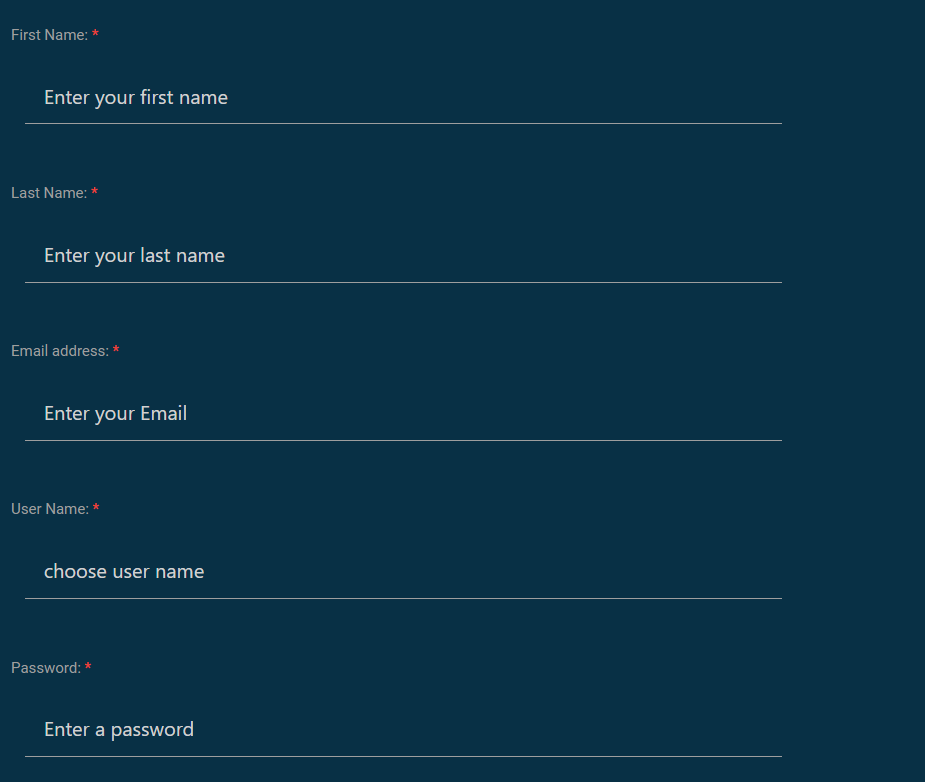 First Name: *
Enter your first name
Last Name: *
Enter your last name
Email address: *
Enter your Email
User Name: *
choose user name
Password: *
Enter a password